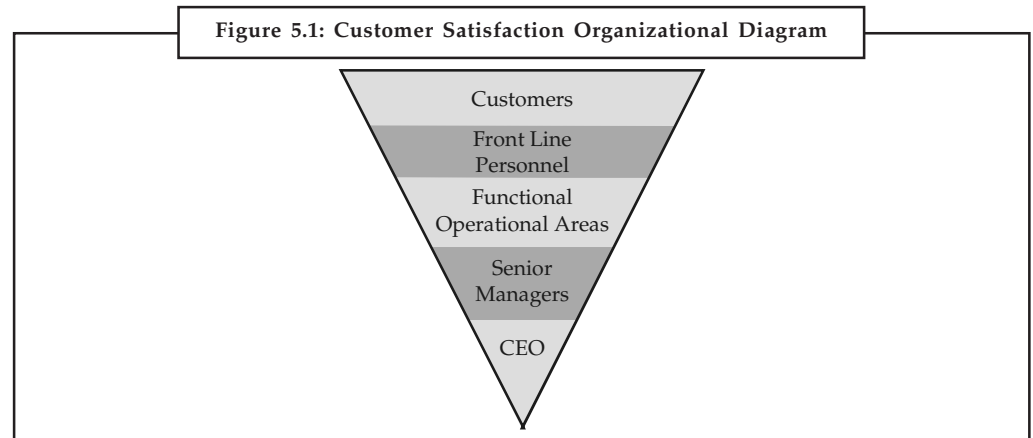 Figure 5.1: Customer Satisfaction Organizational Diagram
Customers
Front Line
Personnel
Functional
Operational Areas
Senior
Managers
CEO